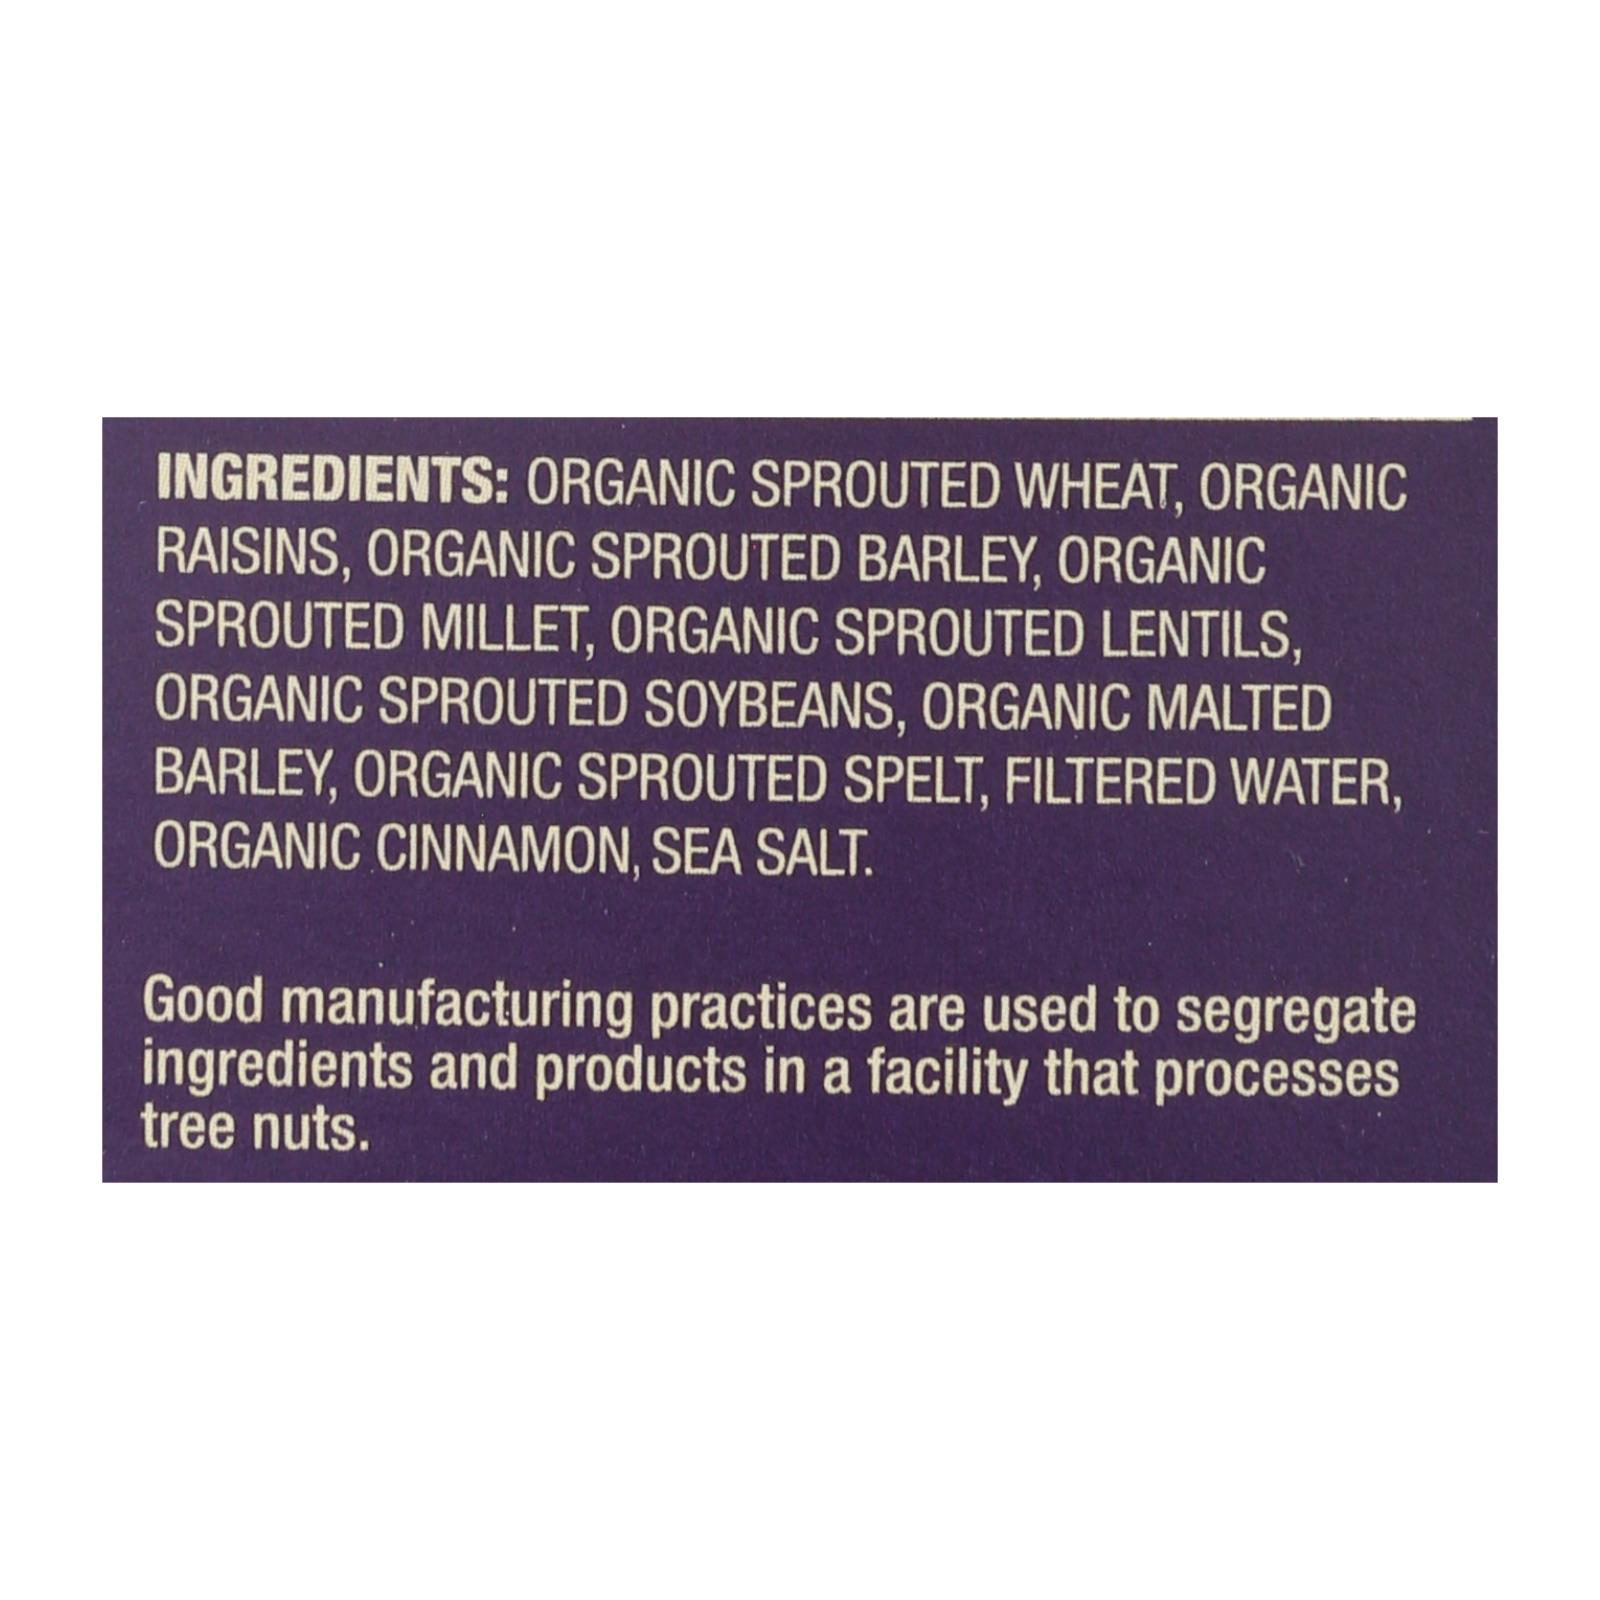 INGREDIENTS: ORGANIC SPROUTED WHEAT, ORGANIC
RAISINS, ORGANIC SPROUTED BARLEY, ORGANIC
SPROUTED MILLET, ORGANIC SPROUTED LENTILS,
ORGANIC SPROUTED SOYBEANS, ORGANIC MALTED
BARLEY, ORGANIC SPROUTED SPELT, FILTERED WATER,
ORGANIC CINNAMON, SEA SALT.
Good manufacturing practices are used to segregate
ingredients and products in a facility that processes
tree nuts.